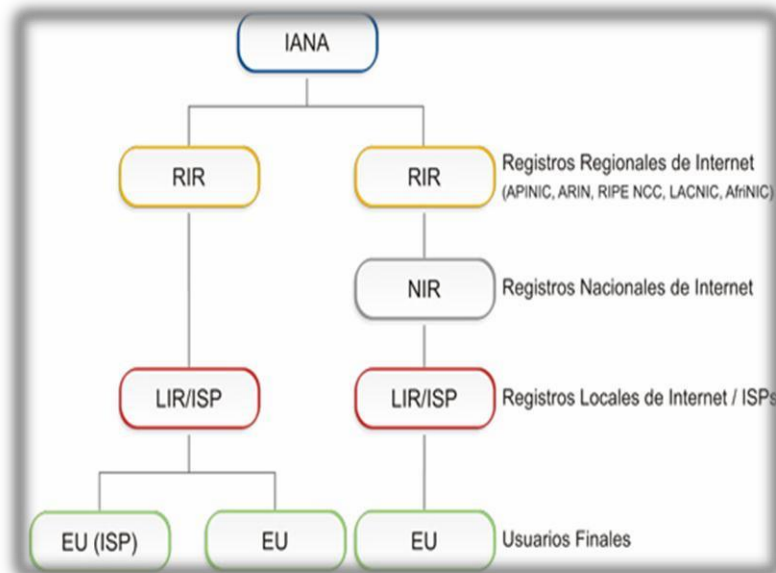 IANA
RIR
RIR
Registros Regionales de Internet
(APINIC, ARIN, RIPE NCC, LACNIC, AfriNIC)
NIR
Registros Nacionales de Internet
LIR/ISP
LIR/ISP
Registros Locales de Internet / ISPs
EU (ISP)
EU
EU
Usuarios Finales